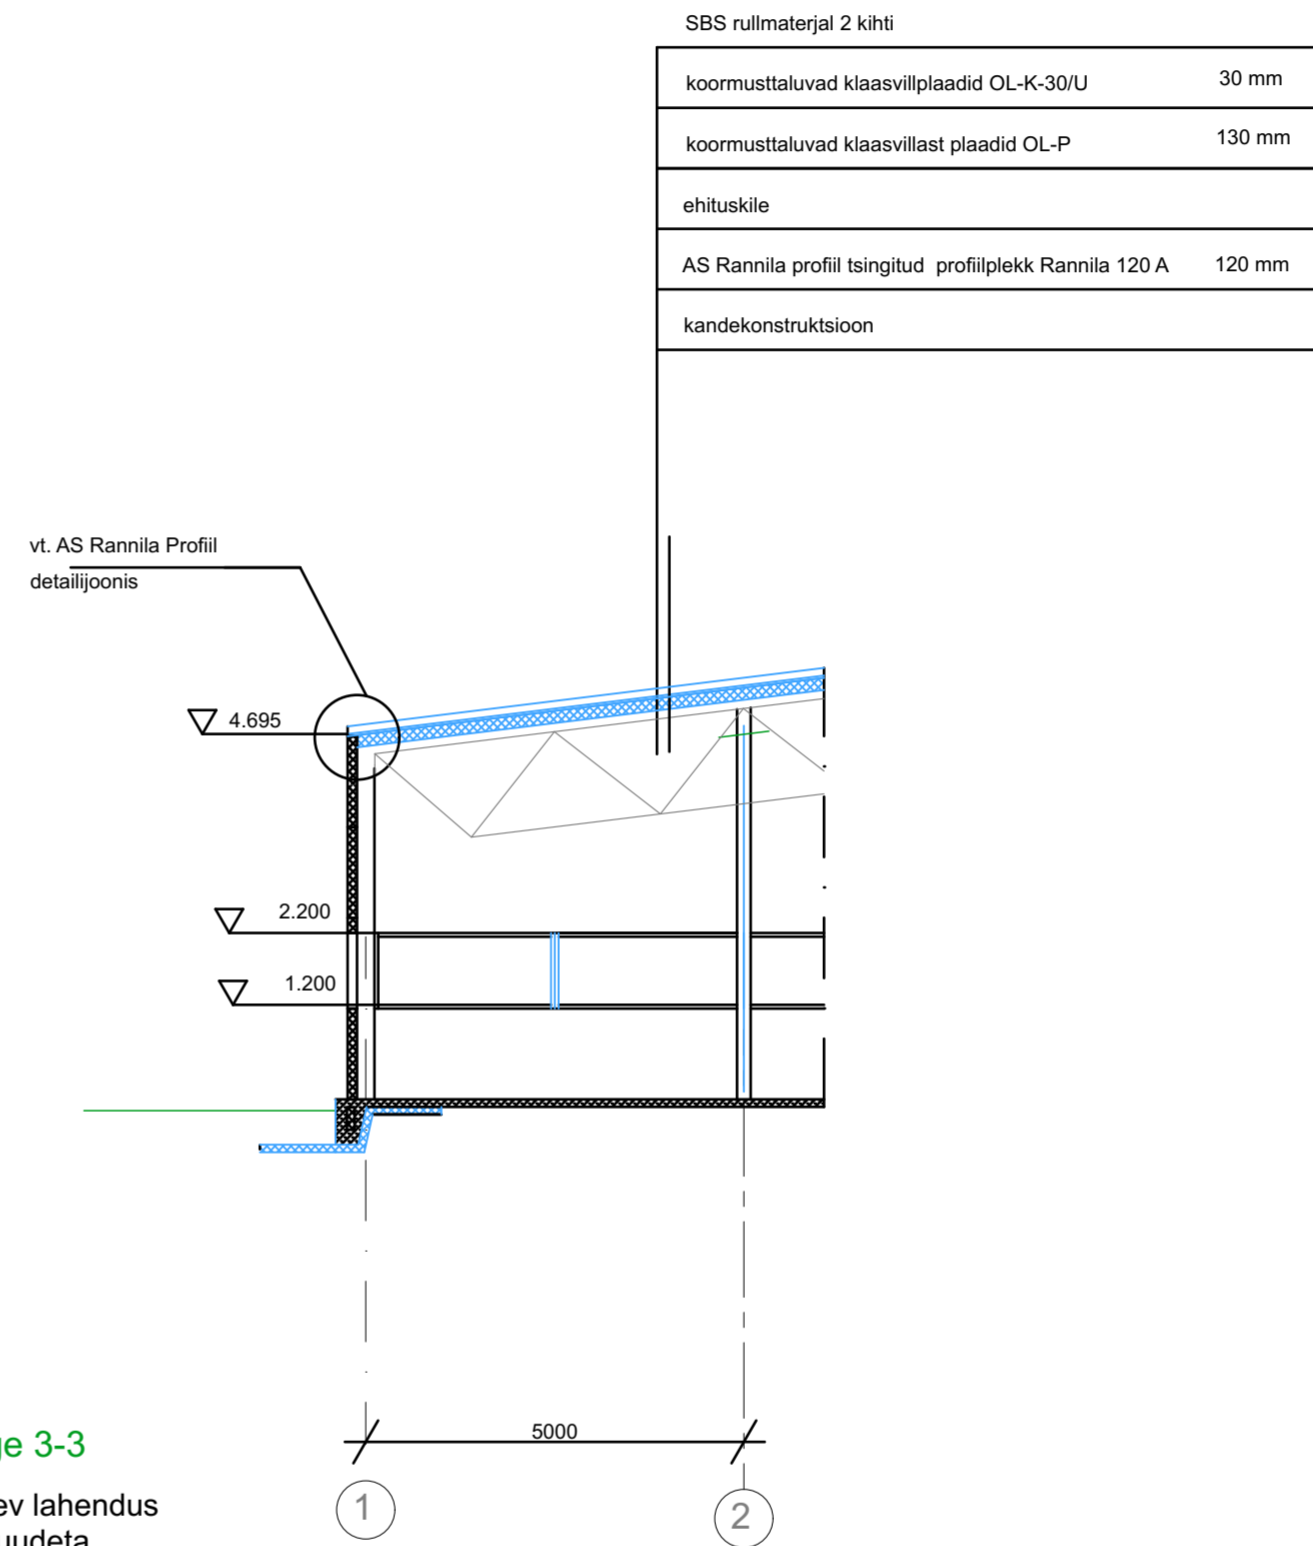 SBS rullmaterjal 2 kihti
koormusttaluvad klaasvillplaadid OL-K-30/U 30 mm
koormusttaluvad klaasvillast plaadid OL-P 130 mm
ehituskile
AS Rannila profiil tsingitud profiilplekk Rannila 120 A 120 mm
kandekonstruktsioon
vt. AS Rannila Profiil
detailijoonis
4.695
2.200
1.200
5000
3-3
lahendus
1
2